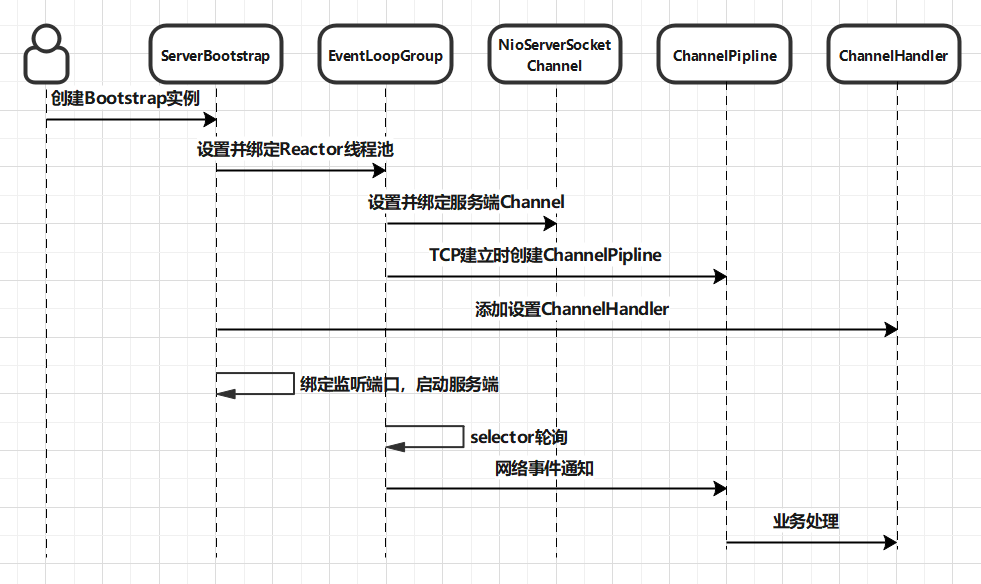 ServerBootstrap
EventLoopGroup
NioServerSocket
Channel
ChannelPipline
ChannelHandler
创建Bootstrap实例
设置并绑定Reactor线程池
设置并绑定服务端Channel
TCP建立时创建ChannelPipline
添加设置ChannelHandler
绑定监听端口，启动服务端
selector轮询
网络事件通知
业务处理